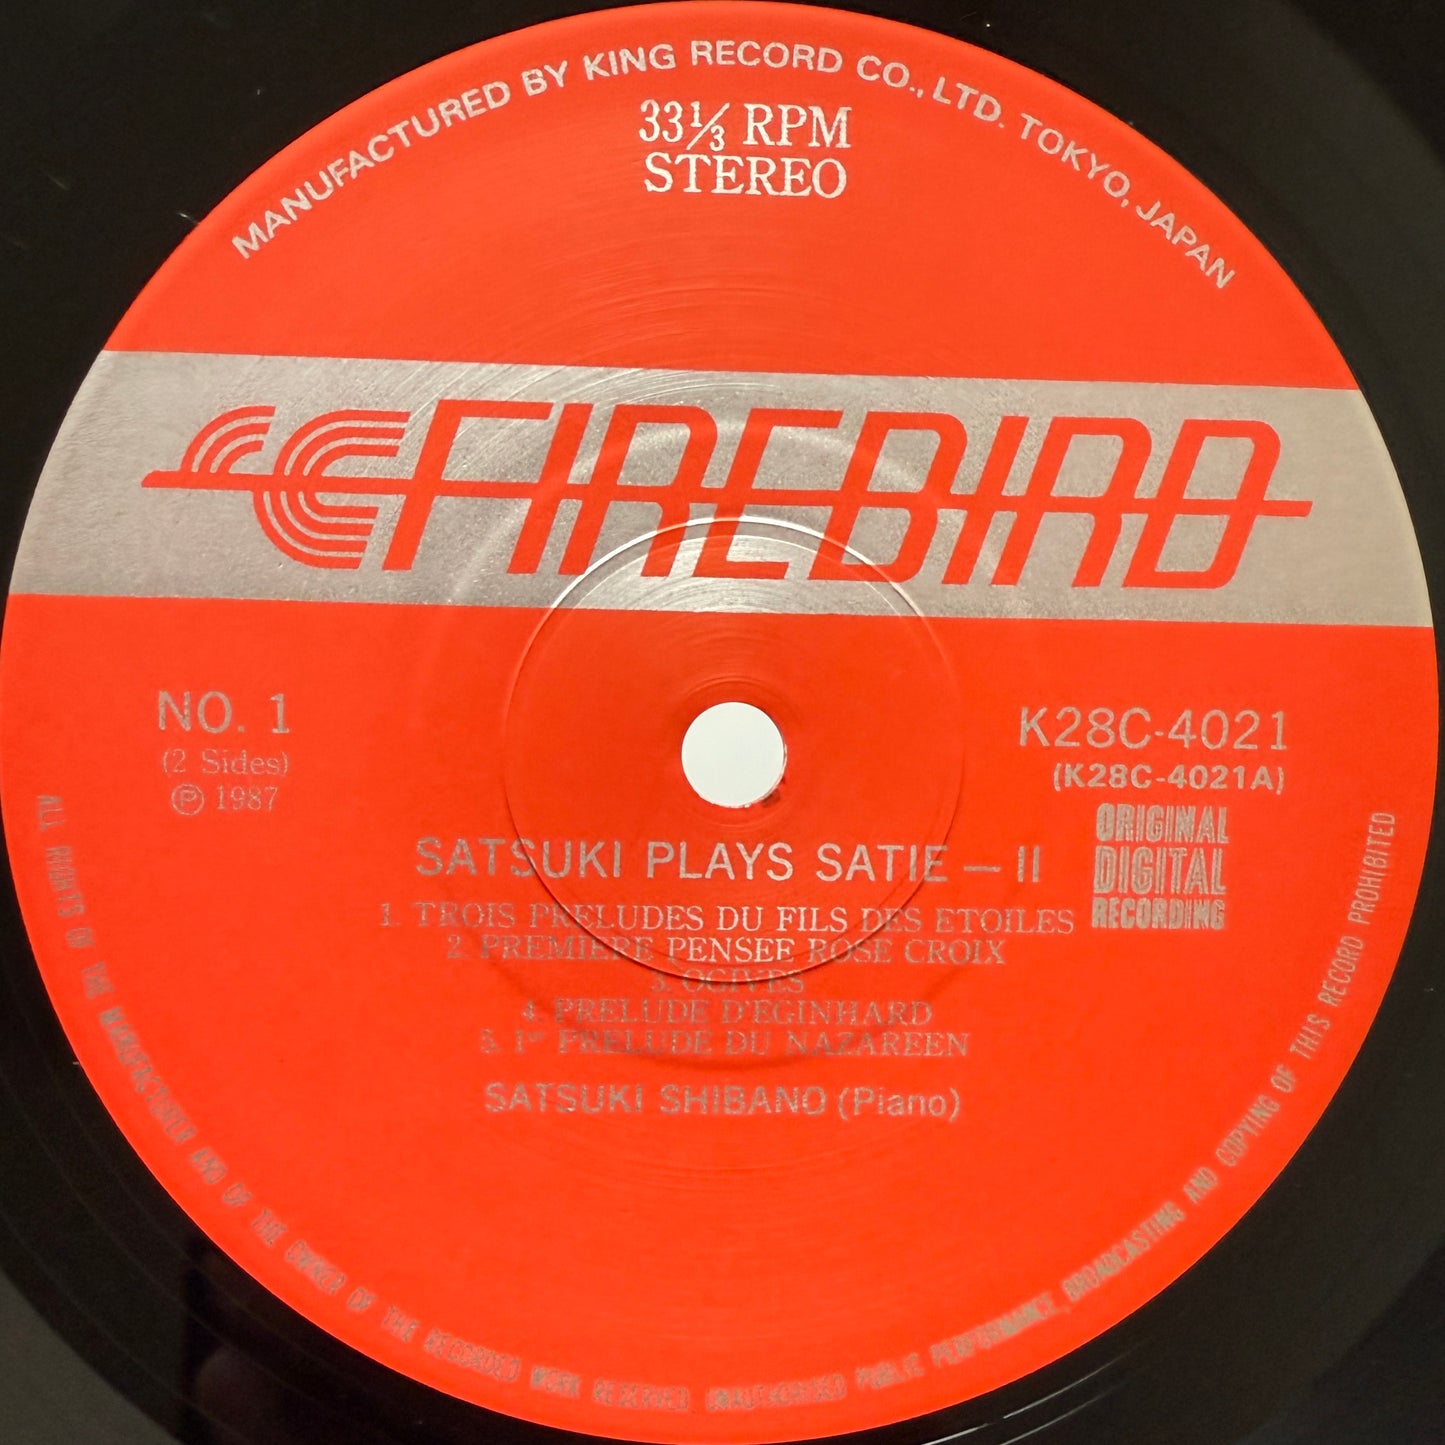 MANUFACTURED BY KING RECORD CO., LTD. TOKYO, JAPAN
33⅓ RPM
STEREO
FIREBIRD
NO. 1
(2 Sides)
Ⓟ 1987
K28C-4021
(K28C-4021A)
ORIGINAL
DIGITAL
RECORDING
SATSUKI PLAYS SATIE — II
1. TROIS PRELUDES DU FILS DES ETOILES
2. PREMIERE PENSEE ROSE CROIX
3. OGIVES
4. PRELUDE D'EGINHARD
5. 1er PRELUDE DU NAZAREEN
SATSUKI SHIBANO (Piano)
ALL RIGHTS OF THE MANUFACTURER AND OF THE OWNER OF THE RECORDED WORK RESERVED. UNAUTHORISED PUBLIC PERFORMANCE, BROADCASTING AND COPYING OF THIS RECORD PROHIBITED